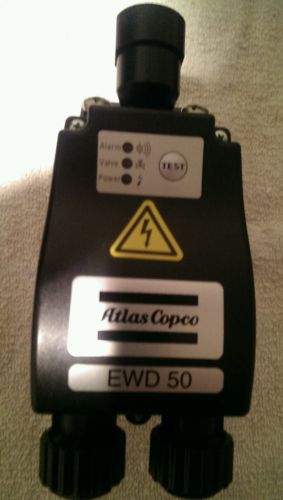 Alarm
Valve
TEST
Power
Atlas Copco
EWD 50